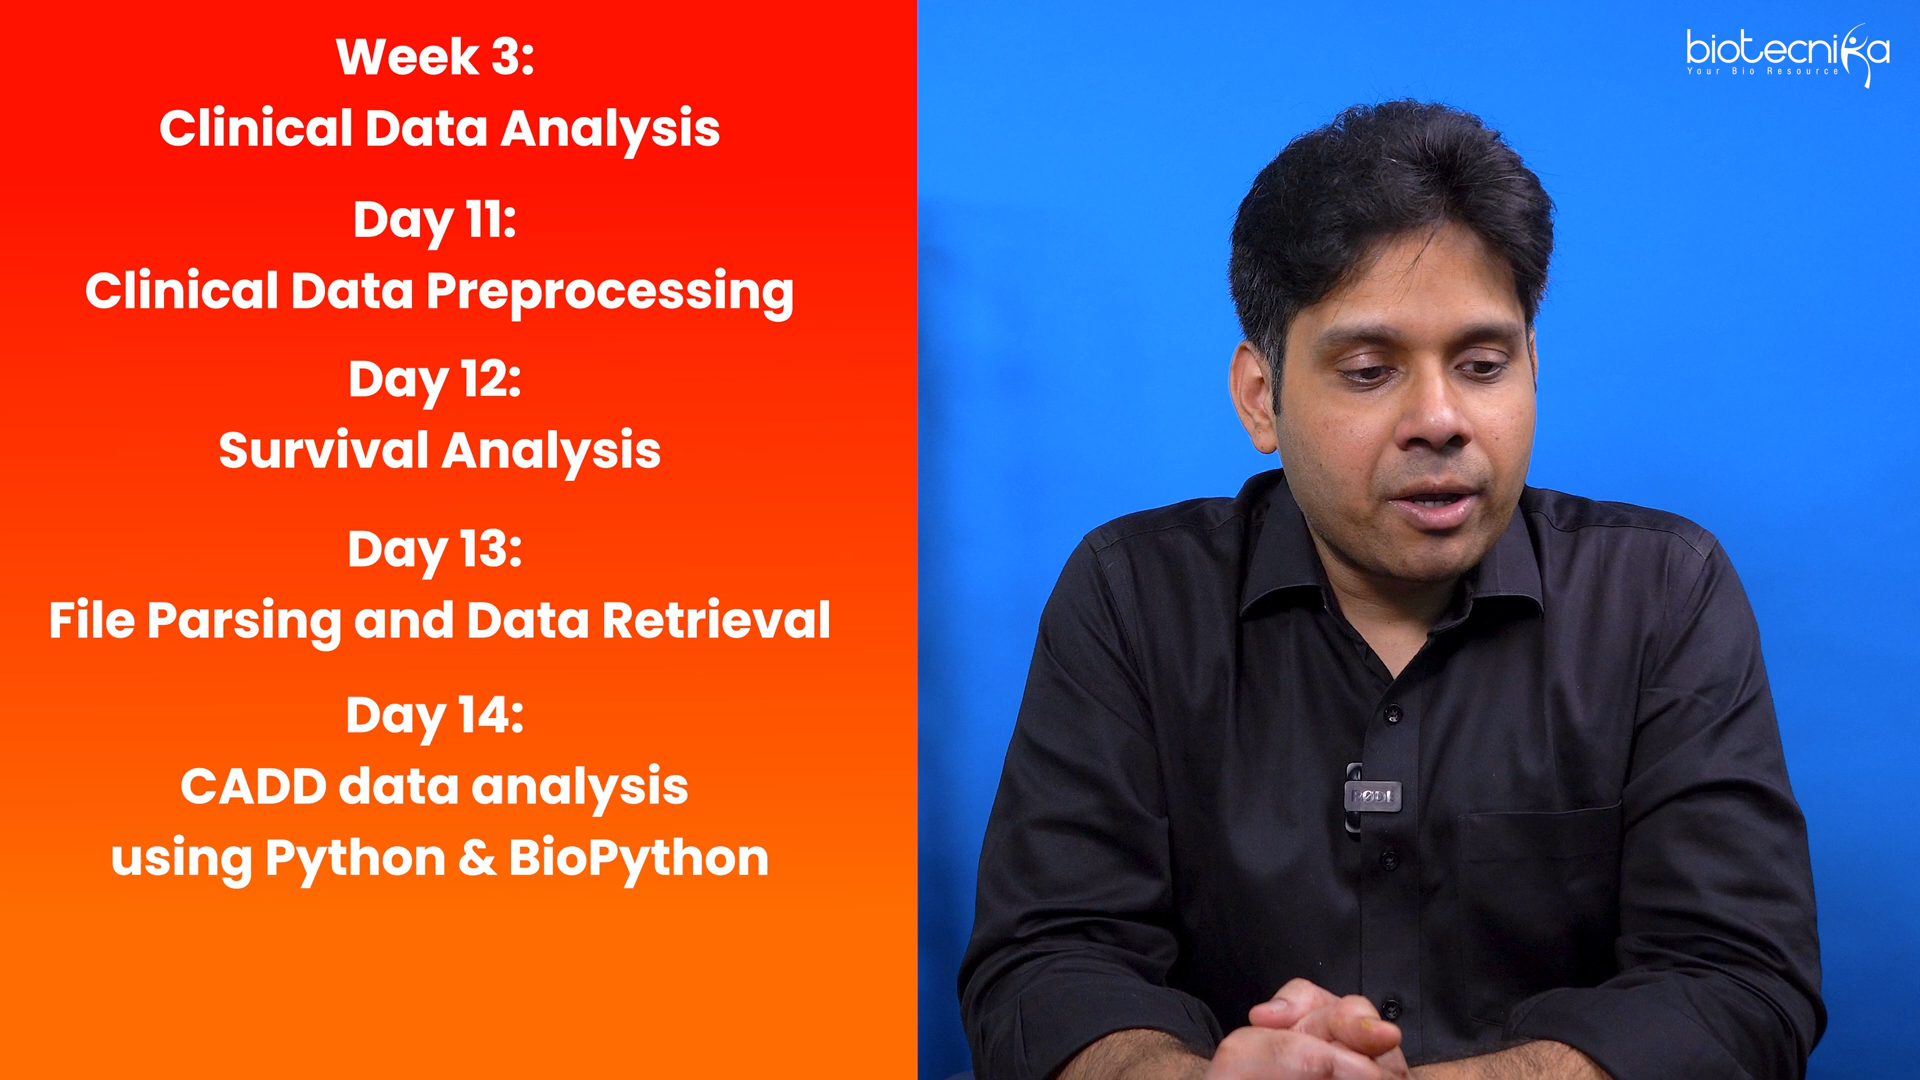 Week 3:
Clinical Data Analysis
Day 11:
Clinical Data Preprocessing
Day 12:
Survival Analysis
Day 13:
File Parsing and Data Retrieval
Day 14:
CADD data analysis
using Python & BioPython
biotecnika
Your Bio Resource
RØDE